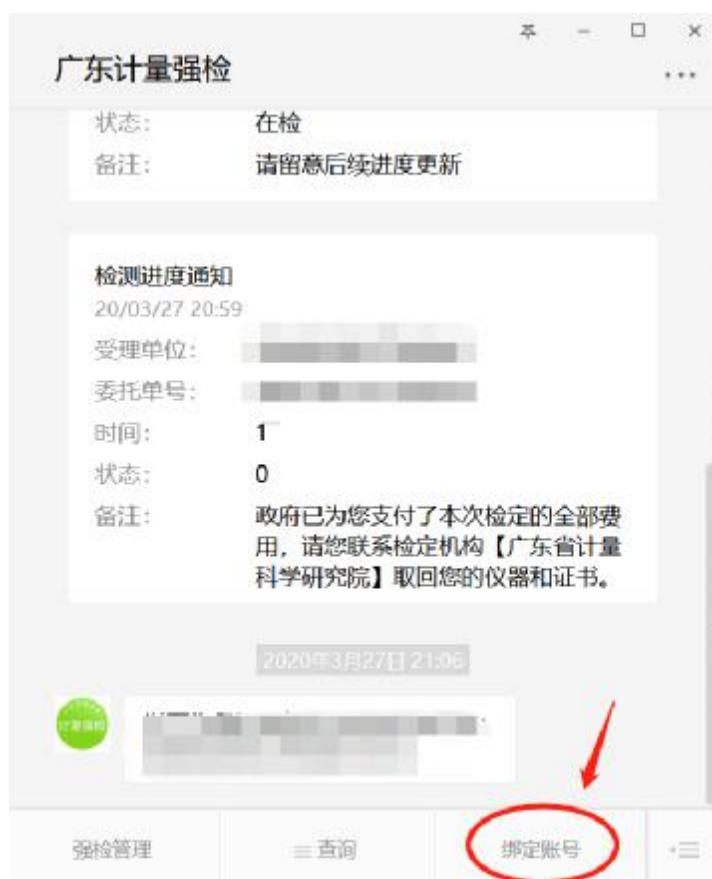 广东计量强检
状态： 在检
备注： 请留意后续进度更新
检测进度通知
20/03/27 20:59
受理单位：
委托单号：
时间： 1
状态： 0
备注： 政府已为您支付了本次检定的全部费
用，请您联系检定机构【广东省计量
科学研究院】取回您的仪器和证书。
2020年3月27日 21:06
计量强检
强检管理
查询
绑定账号